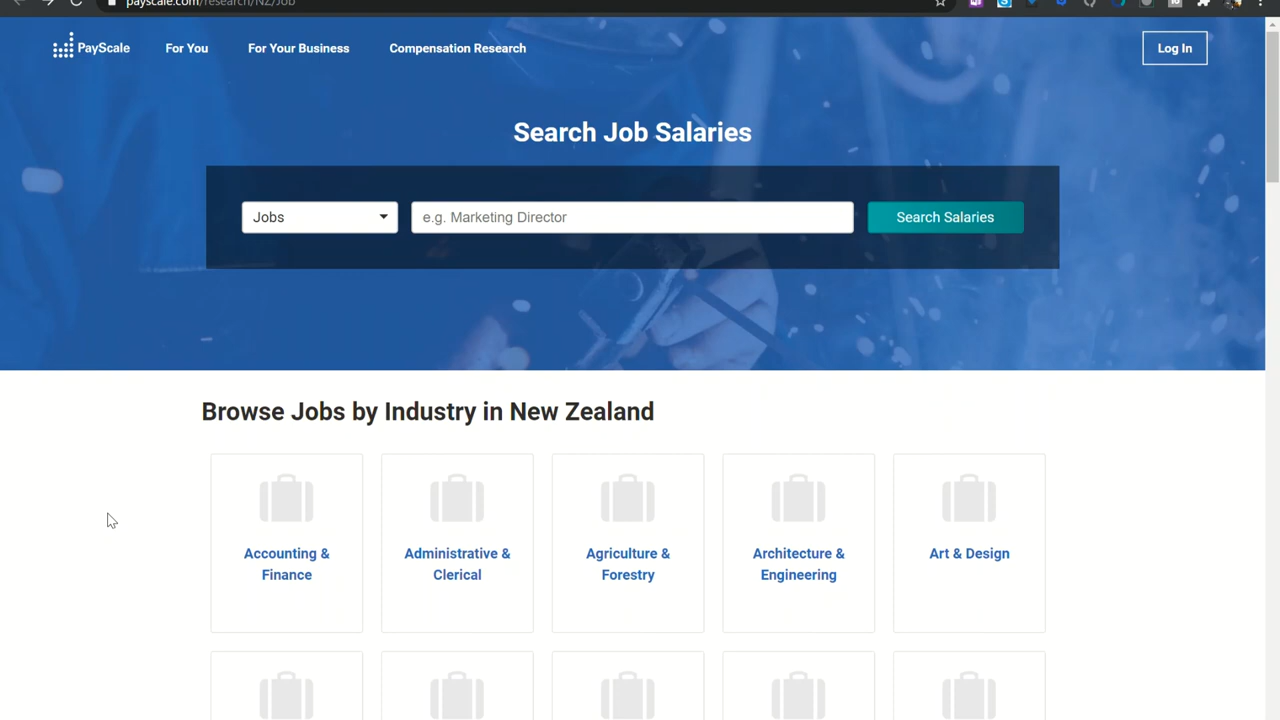 payscale.com/research/NZ/Job
PayScale
For You
For Your Business
Compensation Research
Log In
Search Job Salaries
Jobs
e.g. Marketing Director
Search Salaries
Browse Jobs by Industry in New Zealand
Accounting &
Finance
Administrative &
Clerical
Agriculture &
Forestry
Architecture &
Engineering
Art & Design